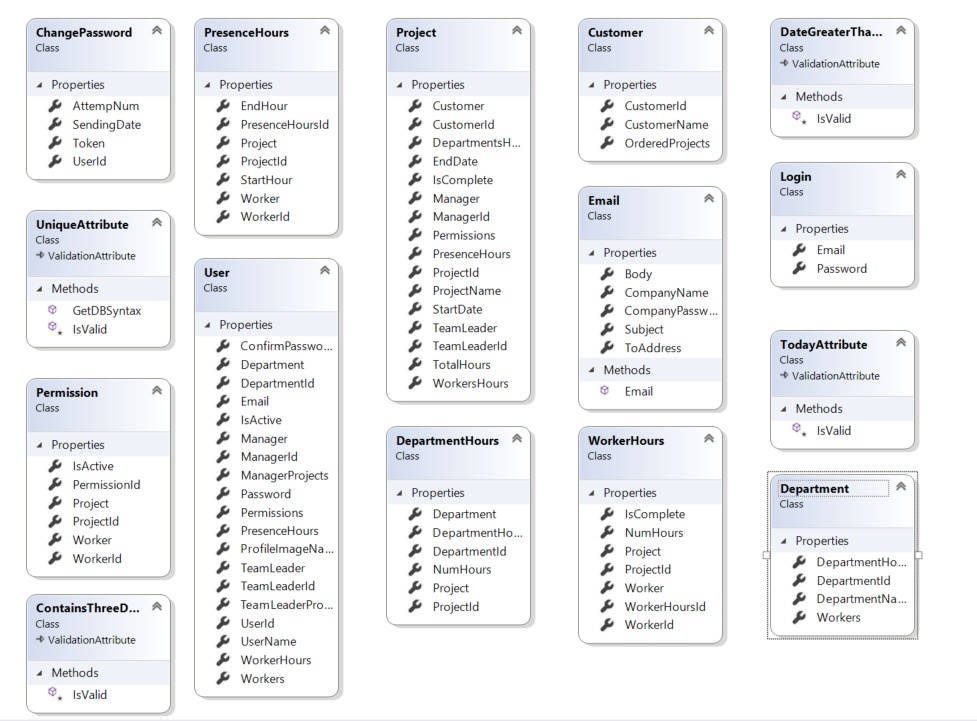 ChangePassword
Class
Properties
AttempNum
SendingDate
Token
UserId
UniqueAttribute
Class
ValidationAttribute
Methods
GetDBSyntax
IsValid
Permission
Class
Properties
IsActive
PermissionId
Project
ProjectId
Worker
WorkerId
ContainsThreeD...
Class
ValidationAttribute
Methods
IsValid
PresenceHours
Class
Properties
EndHour
PresenceHoursId
Project
ProjectId
StartHour
Worker
WorkerId
User
Class
Properties
ConfirmPasswo...
Department
DepartmentId
Email
IsActive
Manager
ManagerId
ManagerProjects
Password
Permissions
PresenceHours
ProfileImageNa...
TeamLeader
TeamLeaderId
TeamLeaderPro...
UserId
UserName
WorkerHours
Workers
Project
Class
Properties
Customer
CustomerId
DepartmentsH...
EndDate
IsComplete
Manager
ManagerId
Permissions
PresenceHours
ProjectId
ProjectName
StartDate
TeamLeader
TeamLeaderId
TotalHours
WorkersHours
DepartmentHours
Class
Properties
Department
DepartmentHo...
DepartmentId
NumHours
Project
ProjectId
Customer
Class
Properties
CustomerId
CustomerName
OrderedProjects
Email
Class
Properties
Body
CompanyName
CompanyPassw...
Subject
ToAddress
Methods
Email
WorkerHours
Class
Properties
IsComplete
NumHours
Project
ProjectId
Worker
WorkerHoursId
WorkerId
DateGreaterTha...
Class
ValidationAttribute
Methods
IsValid
Login
Class
Properties
Email
Password
TodayAttribute
Class
ValidationAttribute
Methods
IsValid
Department
Class
Properties
DepartmentHo...
DepartmentId
DepartmentNa...
Workers